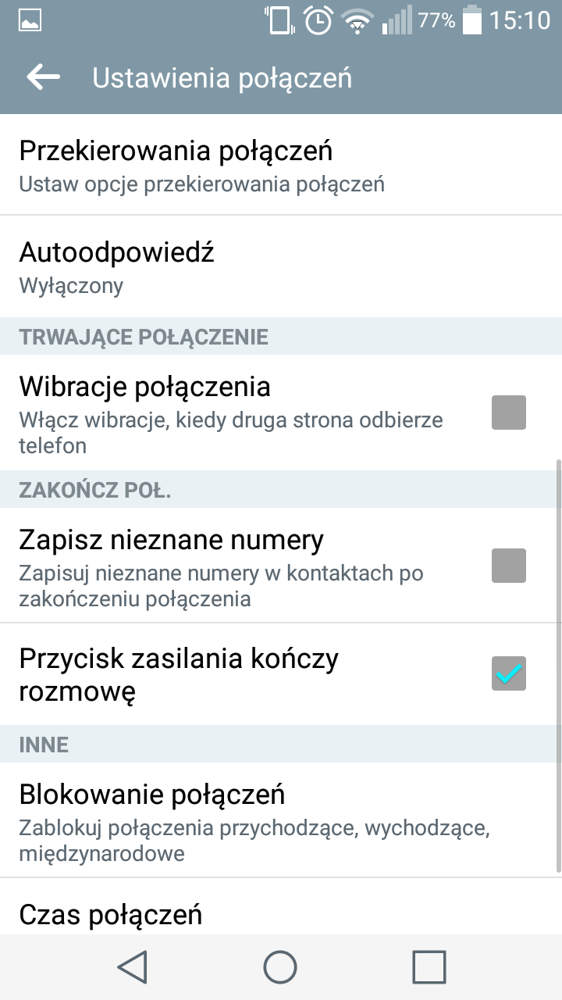 77% 15:10
Ustawienia połączeń
Przekierowania połączeń
Ustaw opcje przekierowania połączeń
Autoodpowiedź
Wyłączony
TRWAJĄCE POŁĄCZENIE
Wibracje połączenia
Włącz wibracje, kiedy druga strona odbierze
telefon
ZAKOŃCZ POŁ.
Zapisz nieznane numery
Zapisuj nieznane numery w kontaktach po
zakończeniu połączenia
Przycisk zasilania kończy
rozmowę
INNE
Blokowanie połączeń
Zablokuj połączenia przychodzące, wychodzące,
międzynarodowe
Czas połączeń